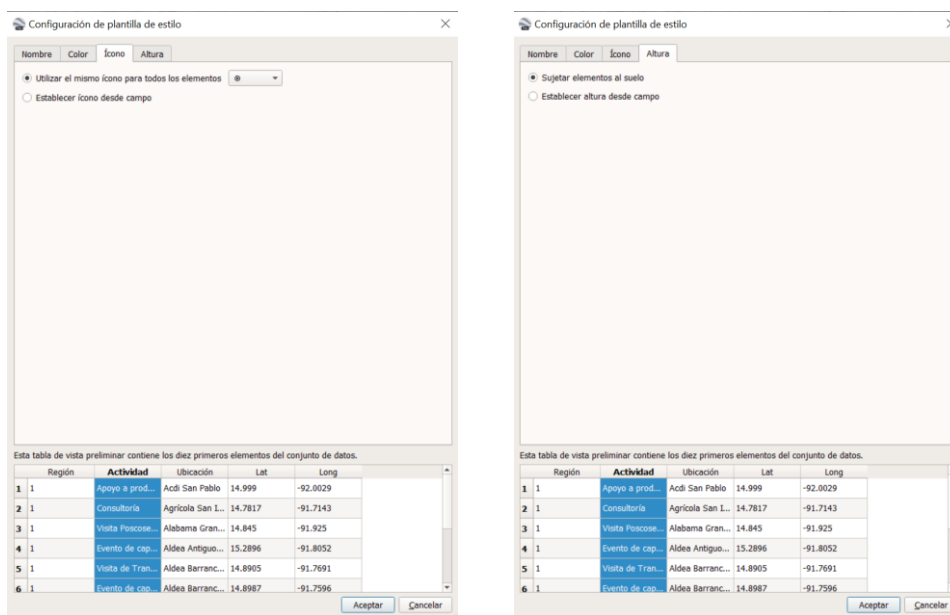 Configuración de plantilla de estilo
Nombre Color Ícono Altura
Utilizar el mismo ícono para todos los elementos
Establecer ícono desde campo
Esta tabla de vista preliminar contiene los diez primeros elementos del conjunto de datos.
Región Actividad Ubicación Lat Long
1 1 Apoyo a prod... Acdi San Pablo 14.999 -92.0029
2 1 Consultoría Agrícola San I... 14.7817 -91.7143
3 1 Visita Poscose... Alabama Gran... 14.845 -91.925
4 1 Evento de cap... Aldea Antiguo... 15.2896 -91.8052
5 1 Visita de Tran... Aldea Barranc... 14.8905 -91.7691
6 1 Evento de cap... Aldea Barranc... 14.8987 -91.7596
Aceptar Cancelar
Configuración de plantilla de estilo
Nombre Color Ícono Altura
Sujetar elementos al suelo
Establecer altura desde campo
Esta tabla de vista preliminar contiene los diez primeros elementos del conjunto de datos.
Región Actividad Ubicación Lat Long
1 1 Apoyo a prod... Acdi San Pablo 14.999 -92.0029
2 1 Consultoría Agrícola San I... 14.7817 -91.7143
3 1 Visita Poscose... Alabama Gran... 14.845 -91.925
4 1 Evento de cap... Aldea Antiguo... 15.2896 -91.8052
5 1 Visita de Tran... Aldea Barranc... 14.8905 -91.7691
6 1 Evento de cap... Aldea Barranc... 14.8987 -91.7596
Aceptar Cancelar